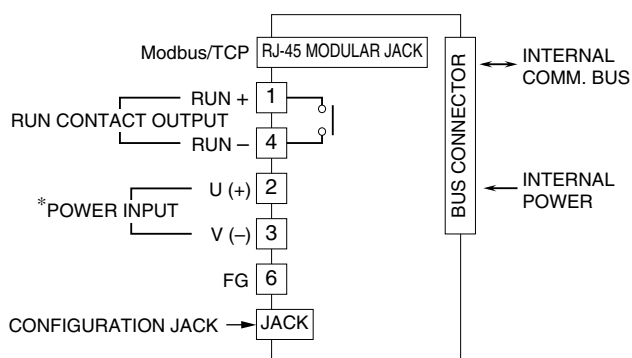 Modbus/TCP RJ-45 MODULAR JACK
RUN + 1
RUN CONTACT OUTPUT
RUN – 4
U (+) 2
*POWER INPUT
V (–) 3
FG 6
CONFIGURATION JACK JACK
BUS CONNECTOR
INTERNAL
COMM. BUS
INTERNAL
POWER